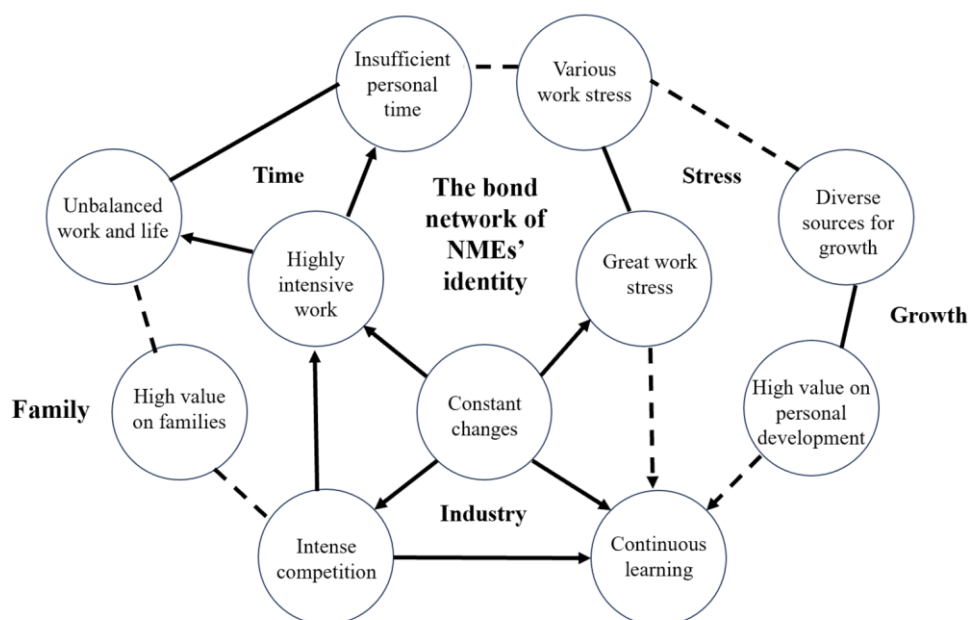 Insufficient
personal
time
Various
work stress
Time
Stress
The bond
network of
NMEs’
identity
Unbalanced
work and life
Diverse
sources for
growth
Highly
intensive
work
Great work
stress
Growth
Family
High value
on families
Constant
changes
High value on
personal
development
Industry
Intense
competition
Continuous
learning